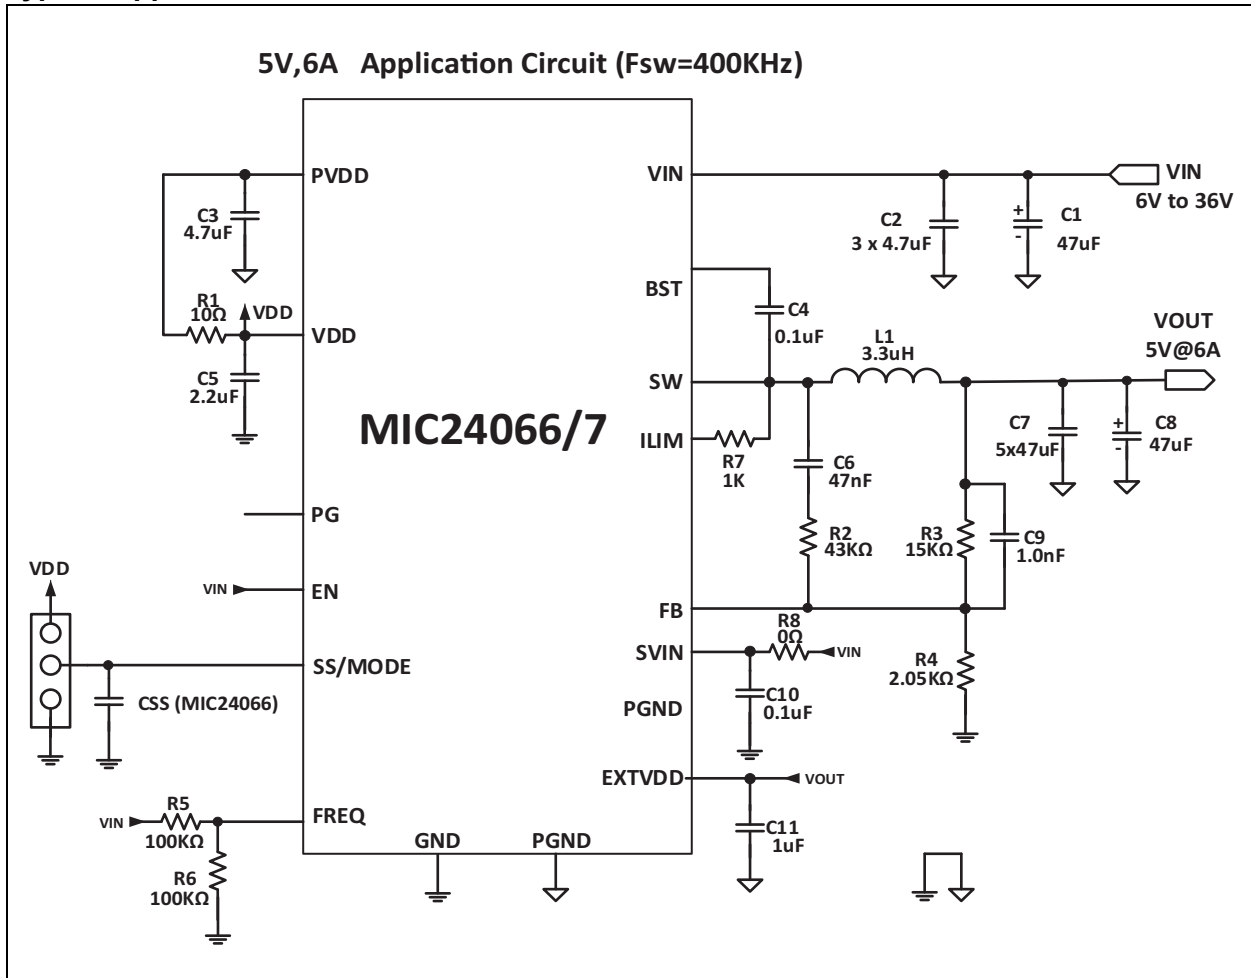 5V,6A Application Circuit (Fsw=400KHz)
PVDD
VIN
VIN
6V to 36V
C3
4.7uF
C2
3 x 4.7uF
+
-
C1
47uF
BST
C4
0.1uF
R1
10Ω
VDD
VDD
VOUT
5V@6A
L1
3.3uH
C5
2.2uF
SW
MIC24066/7
ILIM
R7
1K
C6
47nF
C7
5x47uF
+
-
C8
47uF
PG
R2
43KΩ
R3
15KΩ
C9
1.0nF
VDD
VIN
EN
FB
R8
0Ω
SVIN
VIN
SS/MODE
R4
2.05KΩ
CSS (MIC24066)
PGND
C10
0.1uF
EXTVDD
VOUT
VIN
R5
100KΩ
FREQ
C11
1uF
GND
PGND
R6
100KΩ